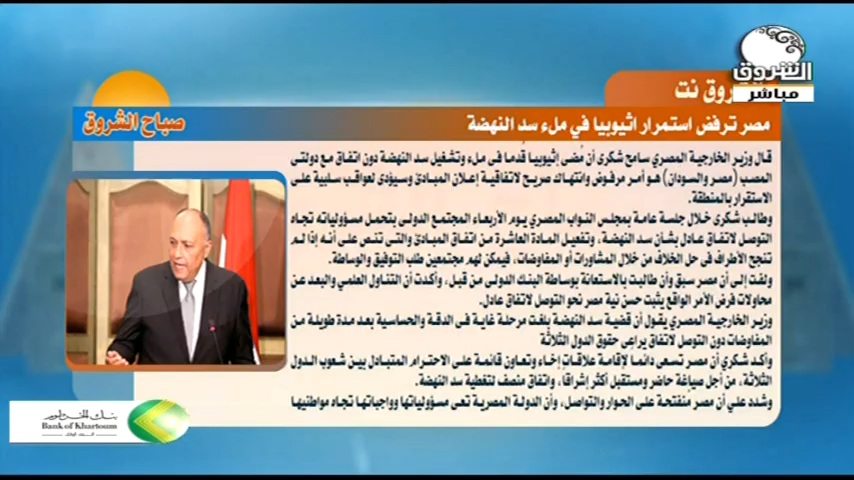 الشروق
مباشر
روق نت
صباح الشروق
مصر ترفض استمرار اثيوبيا في ملء سد النهضة
قال وزير الخارجية المصري سامح شكرى أن مُضى إثيوبيا قُدما فى ملء وتشغيل سد النهضة دون اتفاق مع دولتى
المصب (مصر والسودان) هو أمر مرفوض وانتهاك صريح لاتفاقية إعلان المبادئ وسيؤدى لعواقب سلبية على
الاستقرار بالمنطقة.
وطالب شكرى خلال جلسة عامة بمجلس النواب المصري يوم الأربعاء المجتمع الدولى بتحمل مسؤولياته تجاه
التوصل لاتفاق عادل بشأن سد النهضة، وتفعيل المادة العاشرة من اتفاق المبادئ والتى تنص على أنه إذا لم
تنجح الأطراف فى حل الخلاف من خلال المشاورات أو المفاوضات، فيمكن لهم مجتمعين طلب التوفيق والوساطة.
ولفت إلى أن مصر سبق وأن طالبت بالاستعانة بوساطة البنك الدولى من قبل، وأكدت أن التناول العلمي والبعد عن
محاولات فرض الأمر الواقع يثبت حسن نية مصر نحو التوصل لاتفاق عادل.
وزير الخارجية المصري يقول أن قضية سد النهضة بلغت مرحلة غاية فى الدقة والحساسية بعد مدة طويلة من
المفاوضات دون التوصل لاتفاق يراعى حقوق الدول الثلاثة
وأكد شكري أن مصر تسعى دائما لإقامة علاقات إخاء وتعاون قائمة على الاحترام المتبادل بين شعوب الدول
الثلاثة، من أجل صياغة حاضر ومستقبل أكثر إشراقا، واتفاق منصف لتغطية سد النهضة.
وشدد علي أن مصر منفتحة على الحوار والتواصل، وأن الدولة المصرية تعى مسؤولياتها وواجباتها تجاه مواطنيها
بنك الخرطوم
Bank of Khartoum